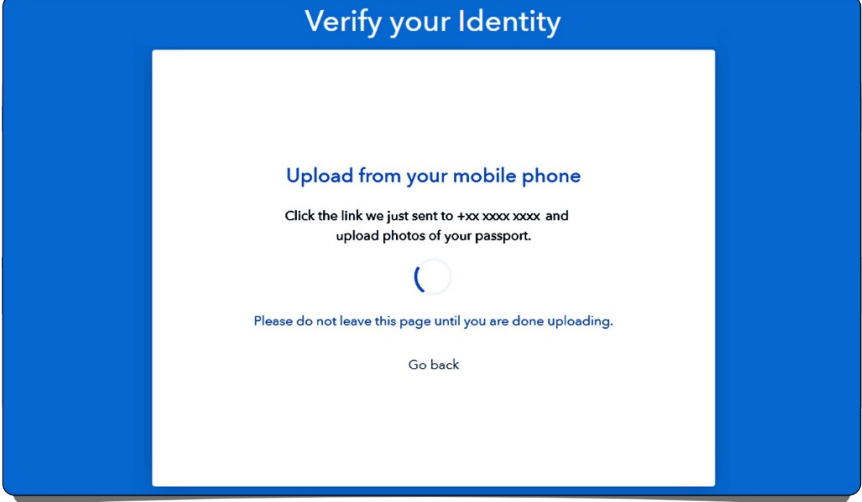 Verify your Identity
Upload from your mobile phone
Click the link we just sent to +xx xxxx xxxx and
upload photos of your passport.
Please do not leave this page until you are done uploading.
Go back